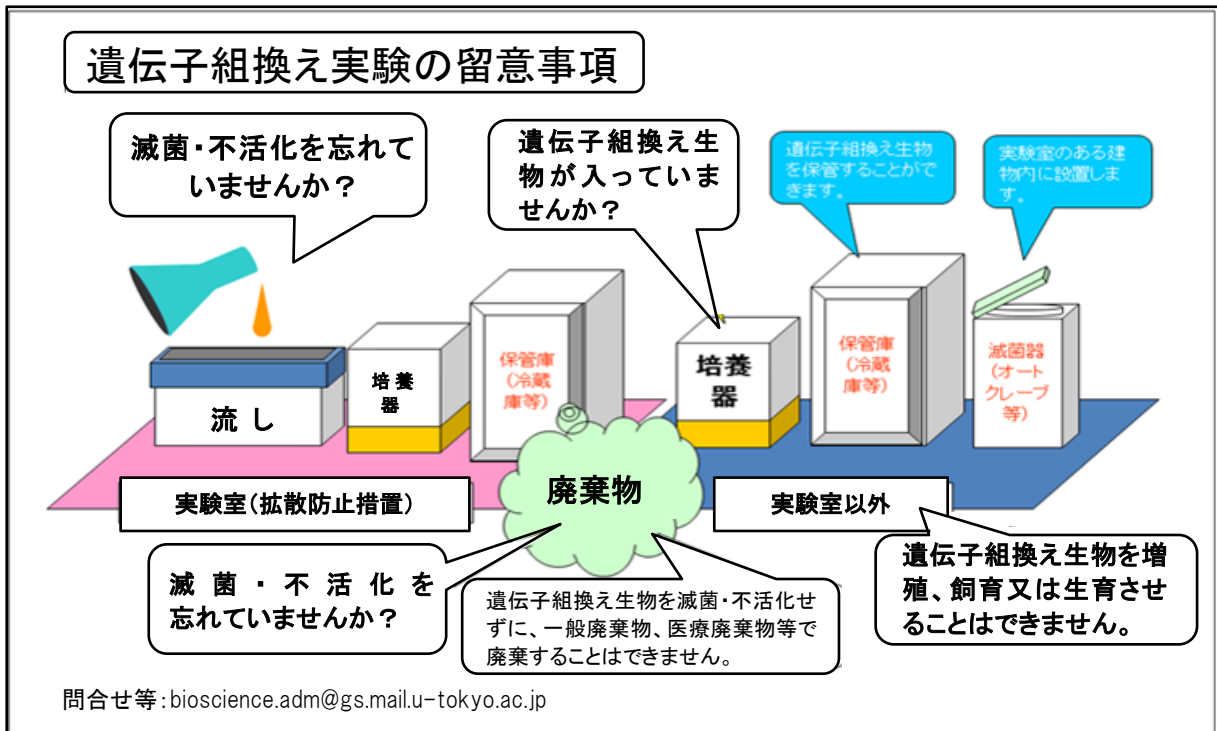 遺伝子組換え実験の留意事項
滅菌・不活化を忘れて
いませんか？
遺伝子組換え生
物が入っていま
せんか？
遺伝子組換え生物
を保管することがで
きます。
実験室のある建
物内に設置しま
す。
流し
培養
器
保管庫
(冷蔵
庫等)
培養
器
保管庫
(冷蔵
庫等)
滅菌器
(オート
クレーブ
等)
実験室（拡散防止措置）
廃棄物
実験室以外
滅菌・不活化を
忘れていませんか？
遺伝子組換え生物を滅菌・不活化せ
ずに、一般廃棄物、医療廃棄物等で
廃棄することはできません。
遺伝子組換え生物を増
殖、飼育又は生育させ
ることはできません。
問合せ等：bioscience.adm@gs.mail.u-tokyo.ac.jp